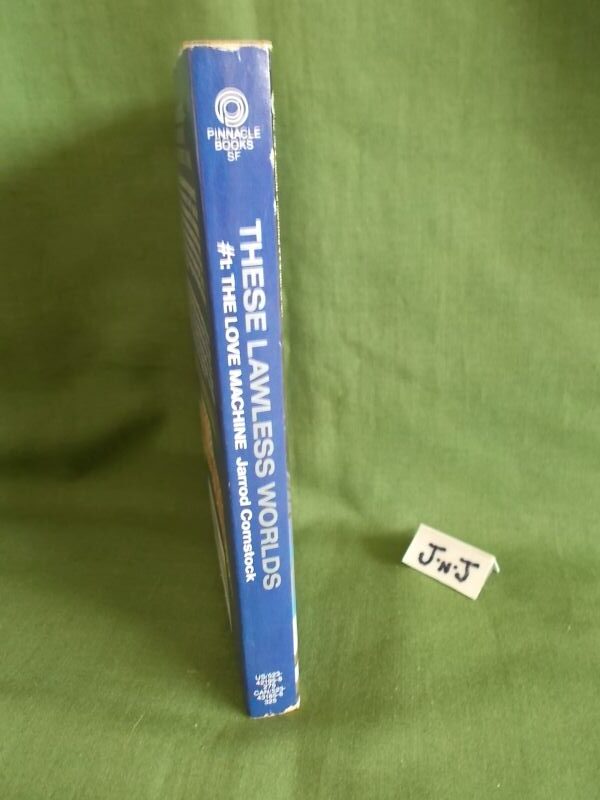 PINNACLE
BOOKS
SF
THESE LAWLESS WORLDS
#1: THE LOVE MACHINE Jarrod Comstock
J·N·J